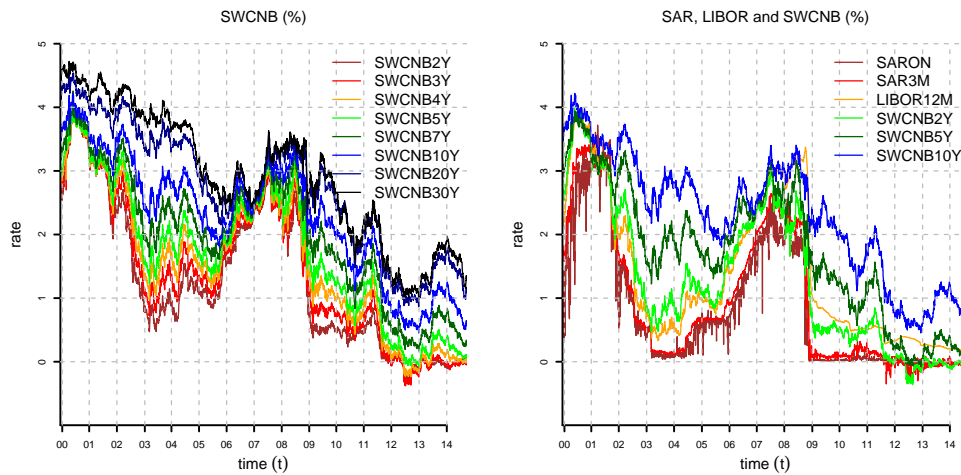 SWCNB (%)
5
4
3
2
1
0
rate
SWCNB2Y
SWCNB3Y
SWCNB4Y
SWCNB5Y
SWCNB7Y
SWCNB10Y
SWCNB20Y
SWCNB30Y
00 01 02 03 04 05 06 07 08 09 10 11 12 13 14
time (t)
SAR, LIBOR and SWCNB (%)
5
4
3
2
1
0
rate
SARON
SAR3M
LIBOR12M
SWCNB2Y
SWCNB5Y
SWCNB10Y
00 01 02 03 04 05 06 07 08 09 10 11 12 13 14
time (t)